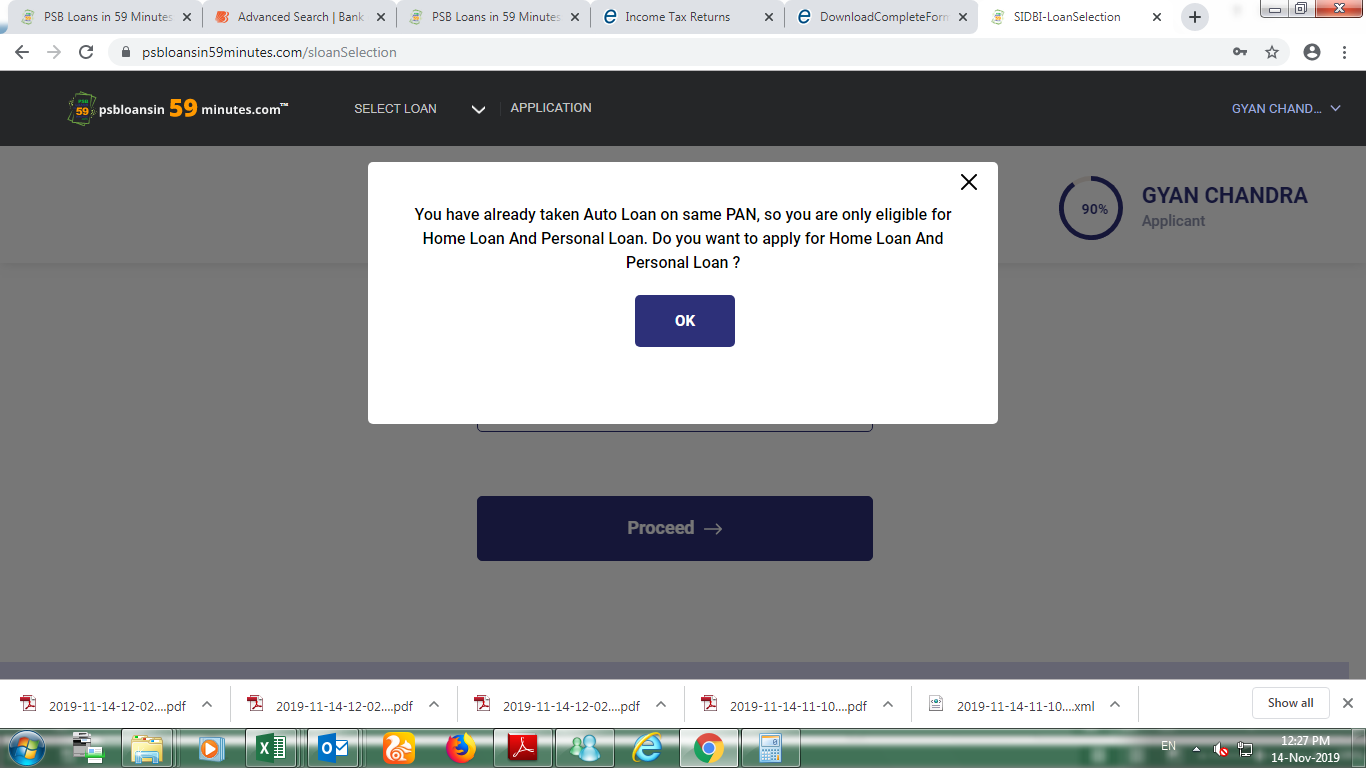 PSB Loans in 59 Minutes
Advanced Search | Bank
PSB Loans in 59 Minutes
Income Tax Returns
DownloadCompleteForm
SIDBI-LoanSelection
psbloansin59minutes.com/sloanSelection
psbloansin 59 minutes.com™
SELECT LOAN
APPLICATION
GYAN CHAND...
90%
GYAN CHANDRA
Applicant
You have already taken Auto Loan on same PAN, so you are only eligible for
Home Loan And Personal Loan. Do you want to apply for Home Loan And
Personal Loan ?
OK
Proceed →
2019-11-14-12-02....pdf
2019-11-14-12-02....pdf
2019-11-14-12-02....pdf
2019-11-14-11-10....pdf
2019-11-14-11-10....xml
Show all
EN
12:27 PM
14-Nov-2019